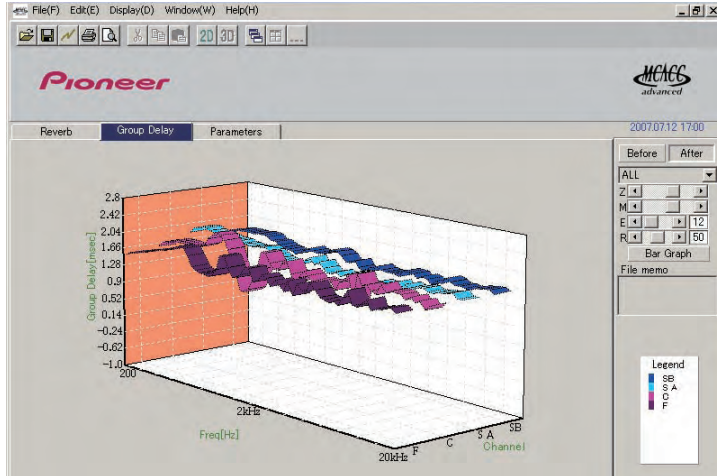 File(F) Edit(E) Display(D) Window(W) Help(H)
2D 3D ...
Pioneer
MCACC
advanced
2007.07.12 17:00
Reverb Group Delay Parameters
Before After
ALL
Z
M
E 12
R 50
Bar Graph
File memo
2.8
2.42
2.04
1.66
1.28
0.9
0.52
0.14
-0.24
-0.62
-1.0
Group Delay[msec]
200
2kHz
20kHz
Freq[Hz]
F C S A SB
Channel
Legend
SB
S A
C
F